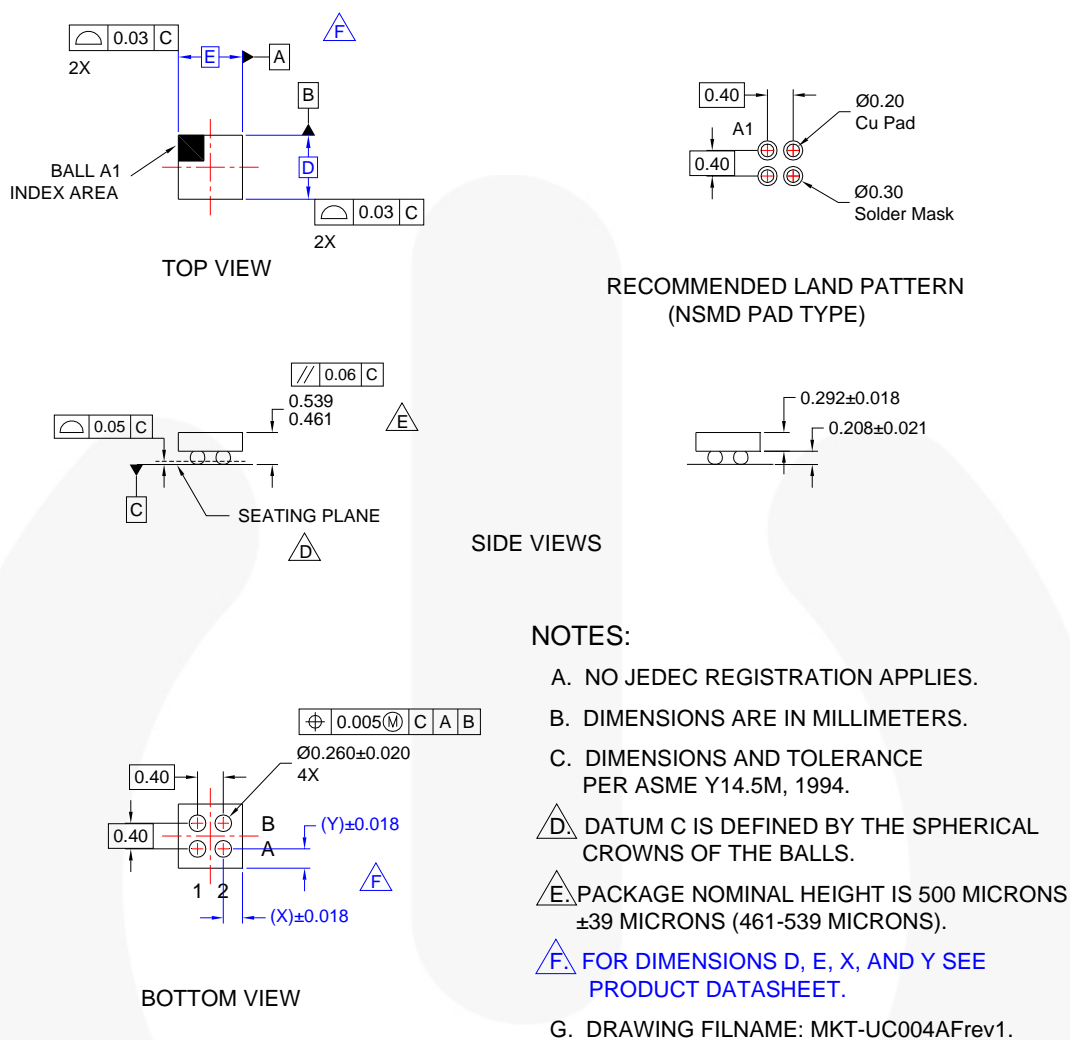 0.03 C
2X
E
A
F
B
D
BALL A1
INDEX AREA
0.03 C
2X
TOP VIEW
0.40
A1
0.40
Ø0.20
Cu Pad
Ø0.30
Solder Mask
RECOMMENDED LAND PATTERN
(NSMD PAD TYPE)
// 0.06 C
0.539
0.461
E
0.05 C
C
SEATING PLANE
D
0.292±0.018
0.208±0.021
SIDE VIEWS
0.005Ⓜ C A B
Ø0.260±0.020
4X
0.40
0.40
B
A
1 2
(Y)±0.018
F
(X)±0.018
BOTTOM VIEW
NOTES:
A. NO JEDEC REGISTRATION APPLIES.
B. DIMENSIONS ARE IN MILLIMETERS.
C. DIMENSIONS AND TOLERANCE
PER ASME Y14.5M, 1994.
D. DATUM C IS DEFINED BY THE SPHERICAL
CROWNS OF THE BALLS.
E. PACKAGE NOMINAL HEIGHT IS 500 MICRONS
±39 MICRONS (461-539 MICRONS).
F. FOR DIMENSIONS D, E, X, AND Y SEE
PRODUCT DATASHEET.
G. DRAWING FILNAME: MKT-UC004AFrev1.